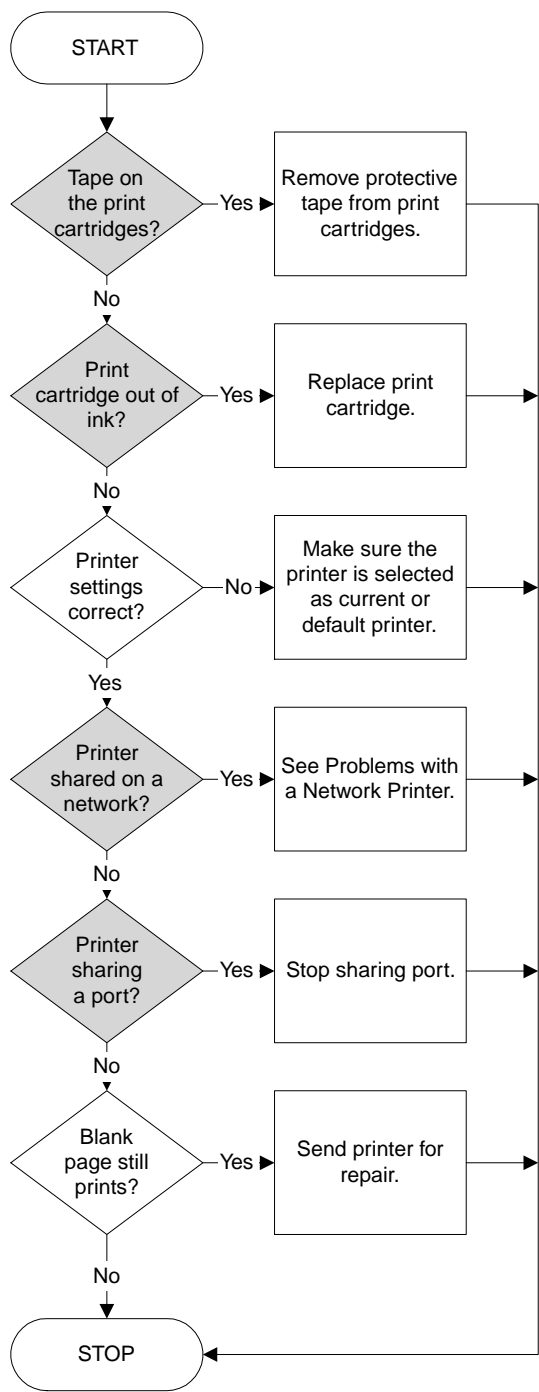 START
Tape on
the print
cartridges?
Yes
Remove protective
tape from print
cartridges.
No
Print
cartridge out of
ink?
Yes
Replace print
cartridge.
No
Printer
settings
correct?
No
Make sure the
printer is selected
as current or
default printer.
Yes
Printer
shared on a
network?
Yes
See Problems with
a Network Printer.
No
Printer
sharing
a port?
Yes
Stop sharing port.
No
Blank
page still
prints?
Yes
Send printer for
repair.
No
STOP